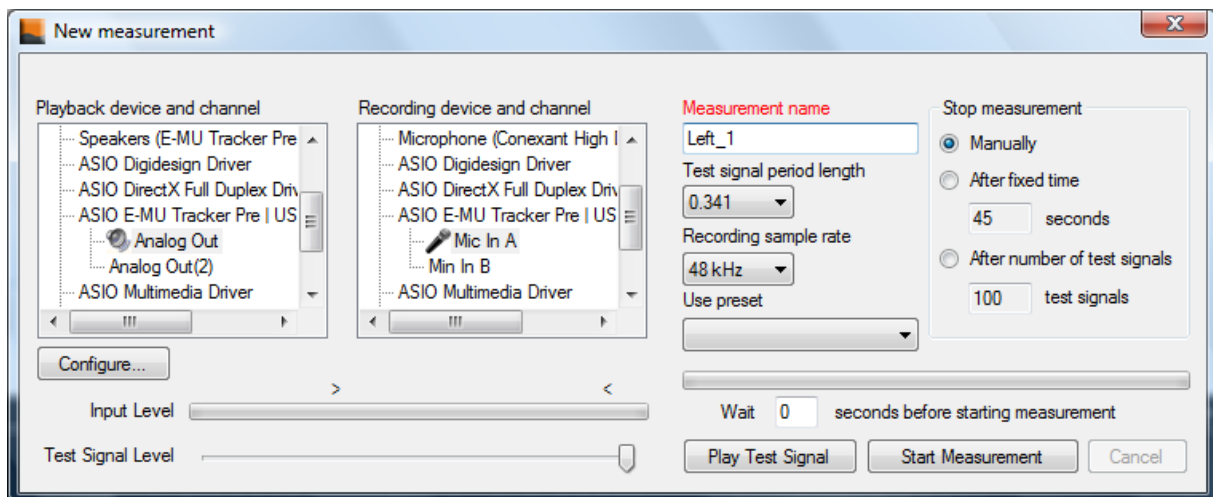 New measurement
Playback device and channel
Speakers (E-MU Tracker Pre
ASIO Digidesign Driver
ASIO DirectX Full Duplex Driv
ASIO E-MU Tracker Pre | US
Analog Out
Analog Out(2)
ASIO Multimedia Driver
Configure...
Recording device and channel
Microphone (Conexant High I
ASIO Digidesign Driver
ASIO DirectX Full Duplex Driv
ASIO E-MU Tracker Pre | US
Mic In A
Min In B
ASIO Multimedia Driver
> <
Input Level
Test Signal Level
Measurement name
Left_1
Test signal period length
0.341
Recording sample rate
48 kHz
Use preset
Stop measurement
Manually
After fixed time
45 seconds
After number of test signals
100 test signals
Wait 0 seconds before starting measurement
Play Test Signal Start Measurement Cancel